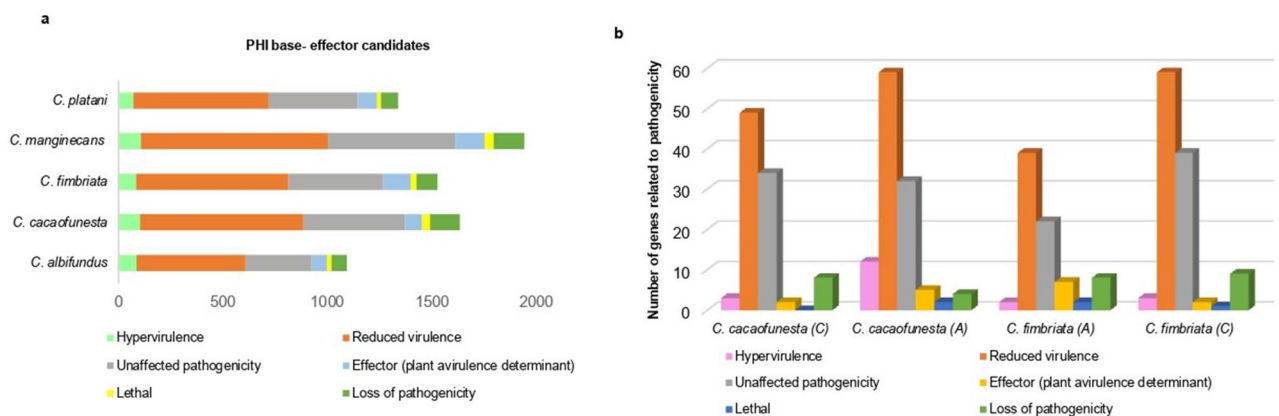 a
PHI base- effector candidates
C. platani
C. manginecans
C. fimbriata
C. cacaofunesta
C. albifundus
0 500 1000 1500 2000
Hypervirulence Reduced virulence
Unaffected pathogenicity Effector (plant avirulence determinant)
Lethal Loss of pathogenicity
b
Number of genes related to pathogenicity
60
50
40
30
20
10
0
C. cacaofunesta (C) C. cacaofunesta (A) C. fimbriata (A) C. fimbriata (C)
Hypervirulence Reduced virulence
Unaffected pathogenicity Effector (plant avirulence determinant)
Lethal Loss of pathogenicity